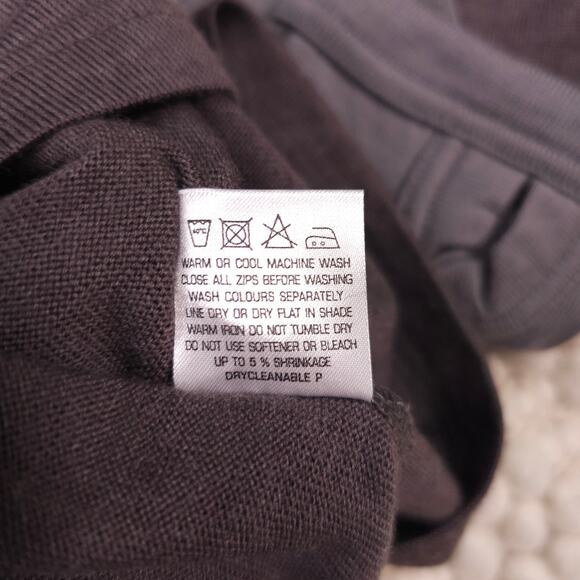 40°C
WARM OR COOL MACHINE WASH
CLOSE ALL ZIPS BEFORE WASHING
WASH COLOURS SEPARATELY
LINE DRY OR DRY FLAT IN SHADE
WARM IRON DO NOT TUMBLE DRY
DO NOT USE SOFTENER OR BLEACH
UP TO 5 % SHRINKAGE
DRYCLEANABLE P